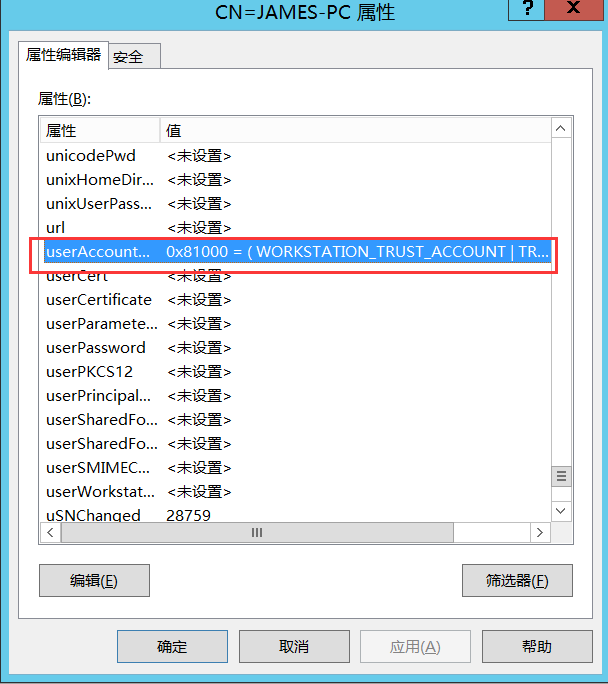 CN=JAMES-PC 属性
? X
属性编辑器 安全
属性(B):
属性 值
unicodePwd <未设置>
unixHomeDir... <未设置>
unixUserPass... <未设置>
url <未设置>
userAccount... 0x81000 = ( WORKSTATION_TRUST_ACCOUNT | TR...
userCert <未设置>
userCertificate <未设置>
userParamete... <未设置>
userPassword <未设置>
userPKCS12 <未设置>
userPrincipal... <未设置>
userSharedFo... <未设置>
userSharedFo... <未设置>
userSMIMEC... <未设置>
userWorkstat... <未设置>
uSNChanged 28759
编辑(E) 筛选器(F)
确定 取消 应用(A) 帮助